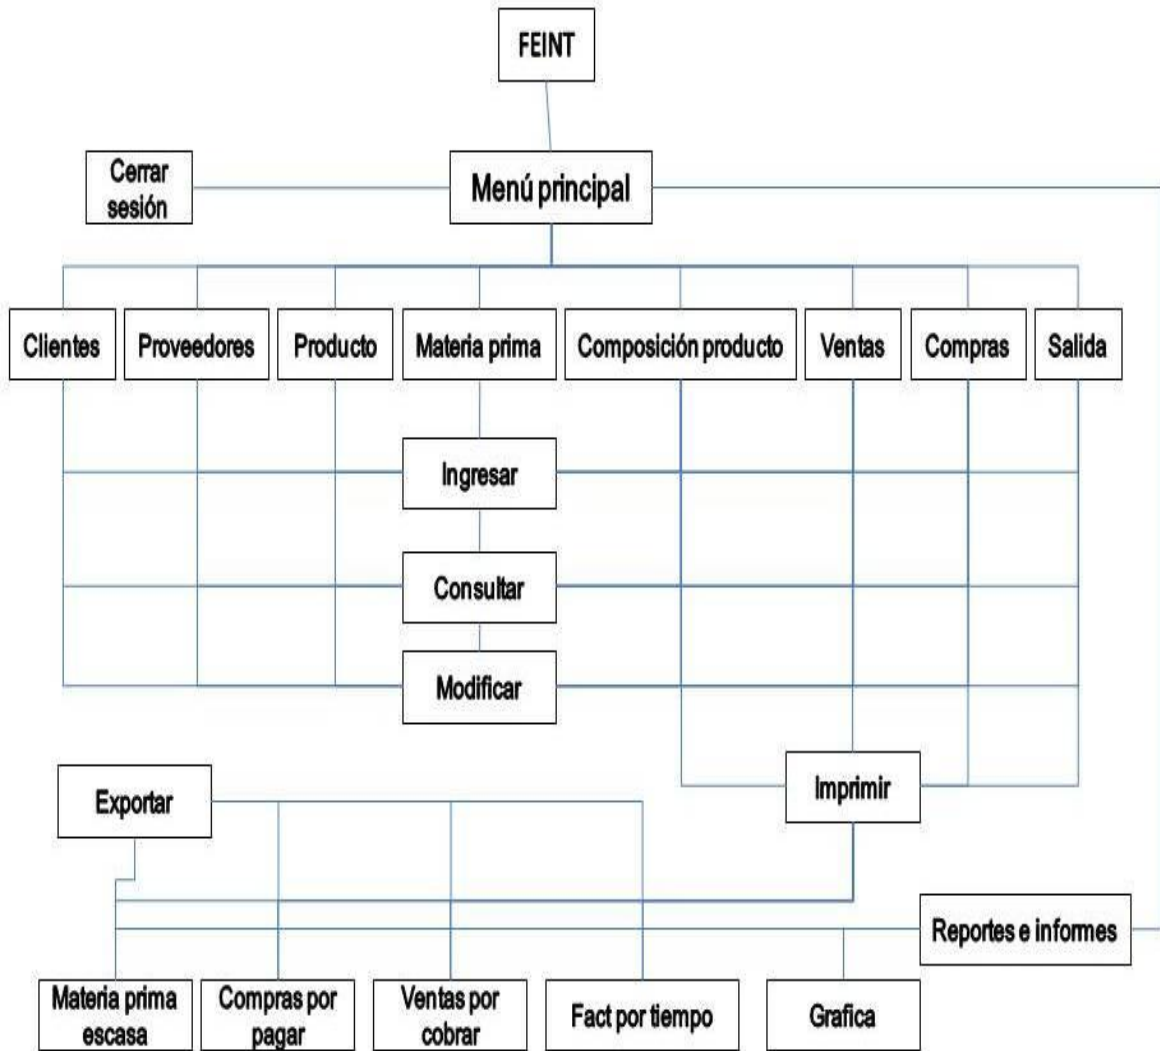 FEINT
Cerrar
sesión
Menú principal
Clientes
Proveedores
Producto
Materia prima
Composición producto
Ventas
Compras
Salida
Ingresar
Consultar
Modificar
Imprimir
Exportar
Reportes e informes
Materia prima
escasa
Compras por
pagar
Ventas por
cobrar
Fact por tiempo
Grafica